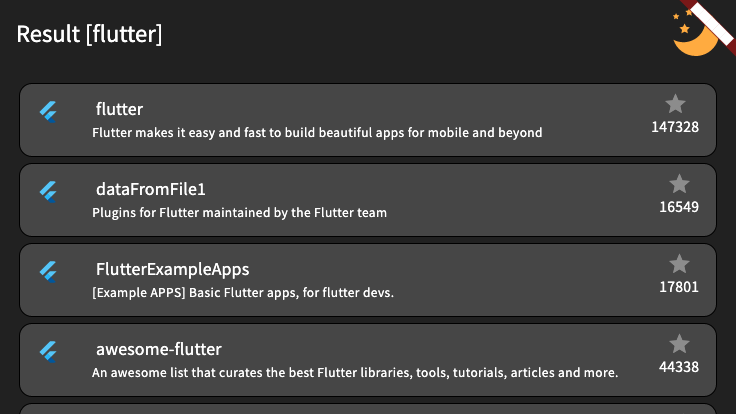 Result [flutter]
flutter
Flutter makes it easy and fast to build beautiful apps for mobile and beyond
147328
dataFromFile1
Plugins for Flutter maintained by the Flutter team
16549
FlutterExampleApps
[Example APPS] Basic Flutter apps, for flutter devs.
17801
awesome-flutter
An awesome list that curates the best Flutter libraries, tools, tutorials, articles and more.
44338